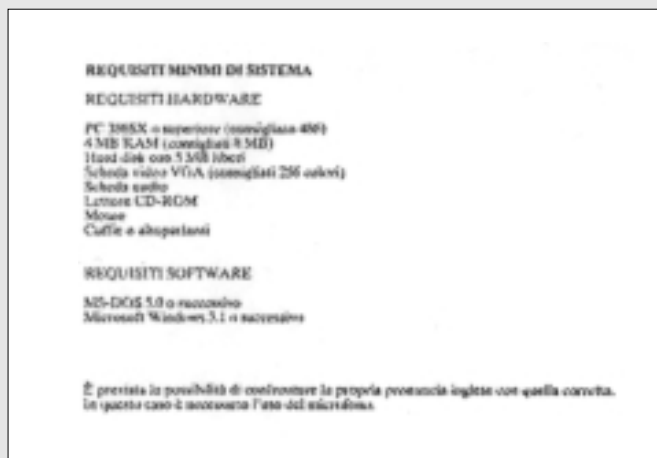 REQUISITI MINIMI DI SISTEMA
REQUISITI HARDWARE
PC 386SX o superiore (consigliato 486)
4 MB RAM (consigliati 8 MB)
Hard disk con 5 MB liberi
Scheda video VGA (consigliati 256 colori)
Scheda audio
Lettore CD-ROM
Mouse
Cuffie o altoparlanti
REQUISITI SOFTWARE
MS-DOS 5.0 o successivo
Microsoft Windows 3.1 o successivo
È prevista la possibilità di confrontare la propria pronuncia inglese con quella corretta.
In questo caso è necessario l'uso del microfono.